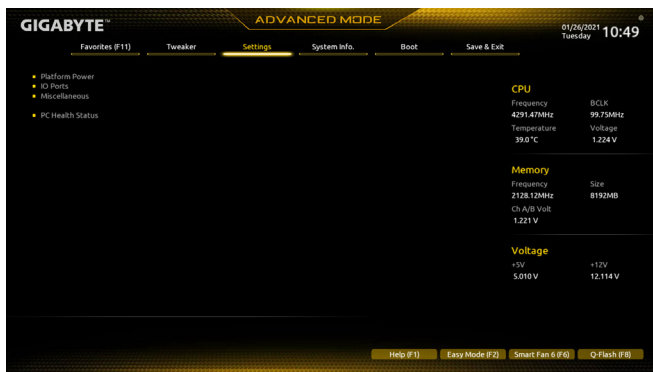 GIGABYTE™
ADVANCED MODE
01/26/2021 Tuesday 10:49
Favorites (F11) Tweaker Settings System Info. Boot Save & Exit
Platform Power
IO Ports
Miscellaneous
PC Health Status
CPU
Frequency BCLK
4291.47MHz 99.75MHz
Temperature Voltage
39.0 °C 1.224 V
Memory
Frequency Size
2128.12MHz 8192MB
Ch A/B Volt
1.221 V
Voltage
+5V +12V
5.010 V 12.114 V
Help (F1) Easy Mode (F2) Smart Fan 6 (F6) Q-Flash (F8)